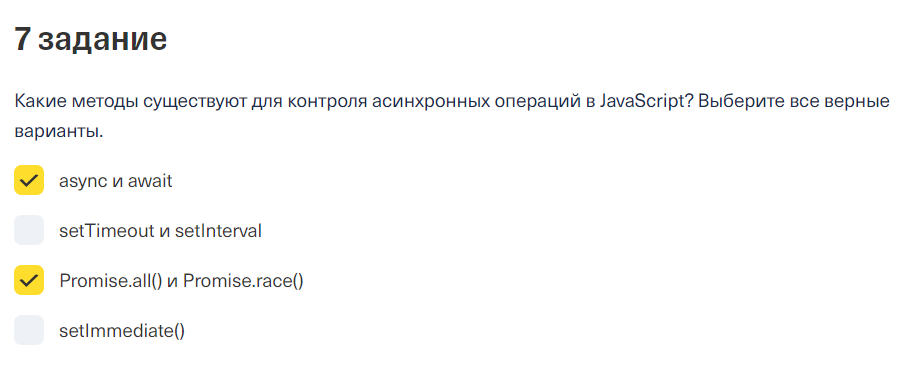 7 задание
Какие методы существуют для контроля асинхронных операций в JavaScript? Выберите все верные
варианты.
async и await
setTimeout и setInterval
Promise.all() и Promise.race()
setImmediate()